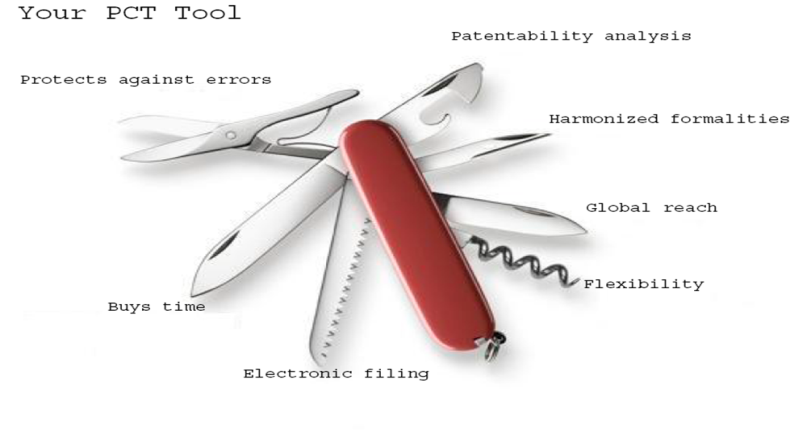 Your PCT Tool
Patentability analysis
Protects against errors
Harmonized formalities
Global reach
Flexibility
Buys time
Electronic filing